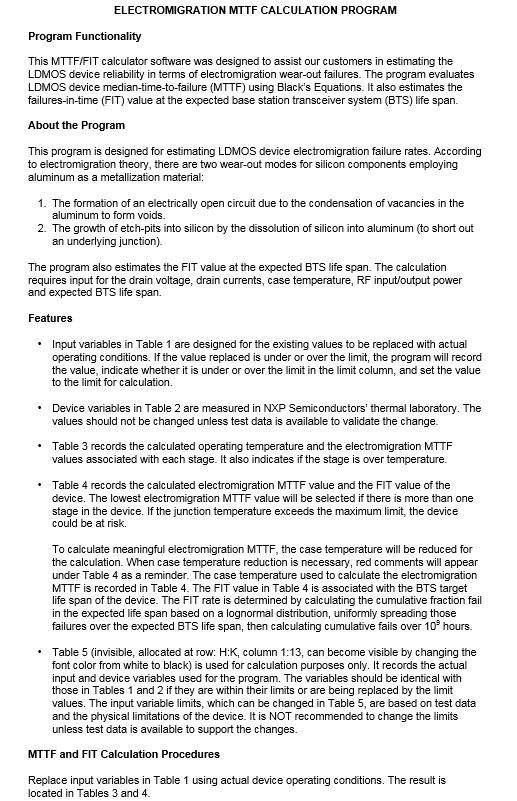 ELECTROMIGRATION MTTF CALCULATION PROGRAM
Program Functionality
This MTTF/FIT calculator software was designed to assist our customers in estimating the
LDMOS device reliability in terms of electromigration wear-out failures. The program evaluates
LDMOS device median-time-to-failure (MTTF) using Black's Equations. It also estimates the
failures-in-time (FIT) value at the expected base station transceiver system (BTS) life span.
About the Program
This program is designed for estimating LDMOS device electromigration failure rates. According
to electromigration theory, there are two wear-out modes for silicon components employing
aluminum as a metallization material:
1. The formation of an electrically open circuit due to the condensation of vacancies in the
aluminum to form voids.
2. The growth of etch-pits into silicon by the dissolution of silicon into aluminum (to short out
an underlying junction).
The program also estimates the FIT value at the expected BTS life span. The calculation
requires input for the drain voltage, drain currents, case temperature, RF input/output power
and expected BTS life span.
Features
• Input variables in Table 1 are designed for the existing values to be replaced with actual
operating conditions. If the value replaced is under or over the limit, the program will record
the value, indicate whether it is under or over the limit in the limit column, and set the value
to the limit for calculation.
• Device variables in Table 2 are measured in NXP Semiconductors' thermal laboratory. The
values should not be changed unless test data is available to validate the change.
• Table 3 records the calculated operating temperature and the electromigration MTTF
values associated with each stage. It also indicates if the stage is over temperature.
• Table 4 records the calculated electromigration MTTF value and the FIT value of the
device. The lowest electromigration MTTF value will be selected if there is more than one
stage in the device. If the junction temperature exceeds the maximum limit, the device
could be at risk.
To calculate meaningful electromigration MTTF, the case temperature will be reduced for
the calculation. When case temperature reduction is necessary, red comments will appear
under Table 4 as a reminder. The case temperature used to calculate the electromigration
MTTF is recorded in Table 4. The FIT value in Table 4 is associated with the BTS target
life span of the device. The FIT rate is determined by calculating the cumulative fraction fail
in the expected life span based on a lognormal distribution, uniformly spreading those
failures over the expected BTS life span, then calculating cumulative fails over 10⁹ hours.
• Table 5 (invisible, allocated at row: H:K, column 1:13, can become visible by changing the
font color from white to black) is used for calculation purposes only. It records the actual
input and device variables used for the program. The variables should be identical with
those in Tables 1 and 2 if they are within their limits or are being replaced by the limit
values. The input variable limits, which can be changed in Table 5, are based on test data
and the physical limitations of the device. It is NOT recommended to change the limits
unless test data is available to support the changes.
MTTF and FIT Calculation Procedures
Replace input variables in Table 1 using actual device operating conditions. The result is
located in Tables 3 and 4.